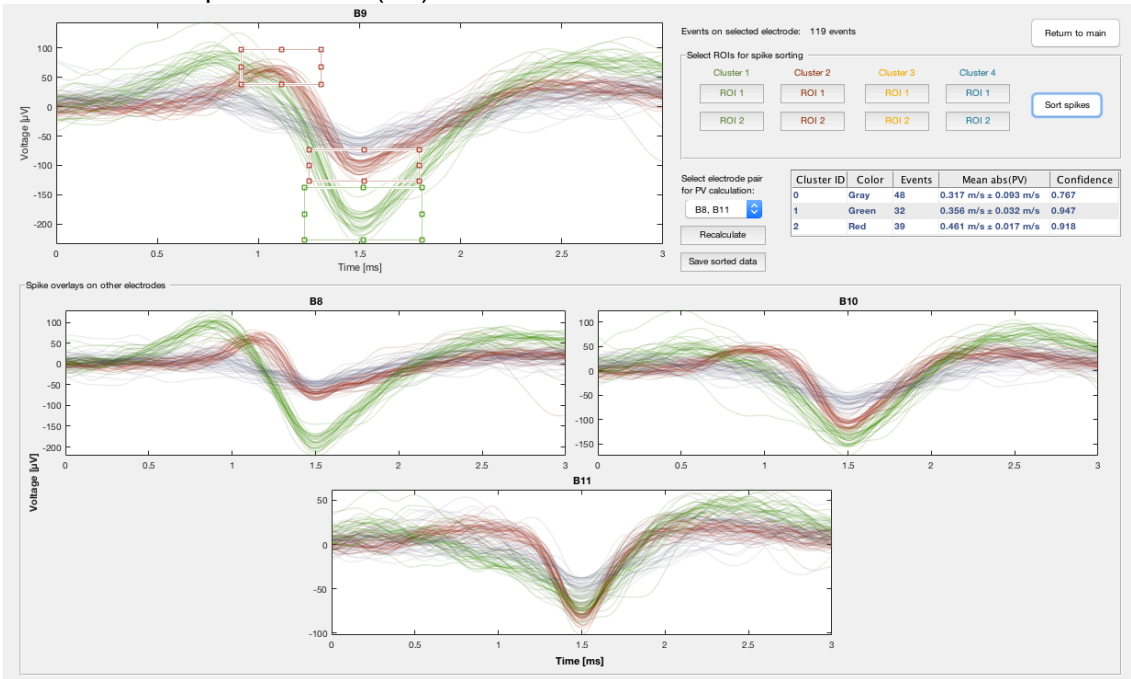 B9
100
50
0
-50
-100
-150
-200
Voltage [µV]
0 0.5 1 1.5 2 2.5 3
Time [ms]
Events on selected electrode: 119 events
Return to main
Select ROIs for spike sorting
Cluster 1 Cluster 2 Cluster 3 Cluster 4
ROI 1 ROI 1 ROI 1 ROI 1
ROI 2 ROI 2 ROI 2 ROI 2
Sort spikes
Select electrode pair
for PV calculation:
B8, B11
Recalculate
Save sorted data
Cluster ID Color Events Mean abs(PV) Confidence
0 Gray 48 0.317 m/s ± 0.093 m/s 0.767
1 Green 32 0.356 m/s ± 0.032 m/s 0.947
2 Red 39 0.461 m/s ± 0.017 m/s 0.918
Spike overlays on other electrodes
B8
100
50
0
-50
-100
-150
-200
0 0.5 1 1.5 2 2.5 3
B10
100
50
0
-50
-100
-150
0 0.5 1 1.5 2 2.5 3
Voltage [µV]
B11
50
0
-50
-100
0 0.5 1 1.5 2 2.5 3
Time [ms]